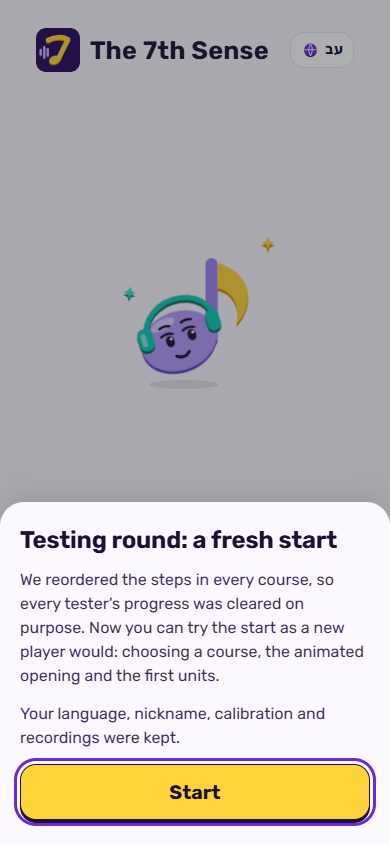 The 7th Sense
עב
Testing round: a fresh start
We reordered the steps in every course, so
every tester’s progress was cleared on
purpose. Now you can try the start as a new
player would: choosing a course, the animated
opening and the first units.
Your language, nickname, calibration and
recordings were kept.
Start